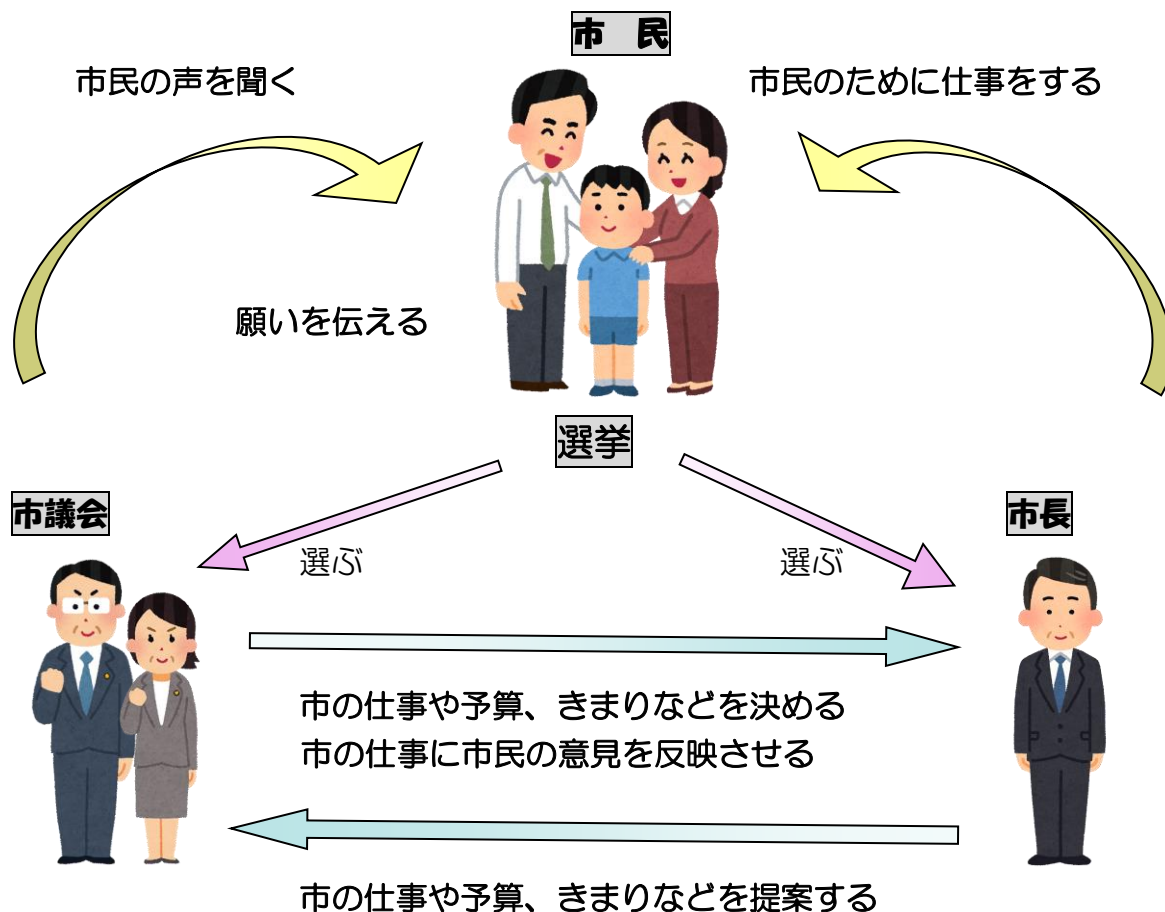 市　民
市民の声を聞く
市民のために仕事をする
願いを伝える
選挙
市議会
市長
選ぶ
選ぶ
市の仕事や予算、きまりなどを決める
市の仕事に市民の意見を反映させる
市の仕事や予算、きまりなどを提案する